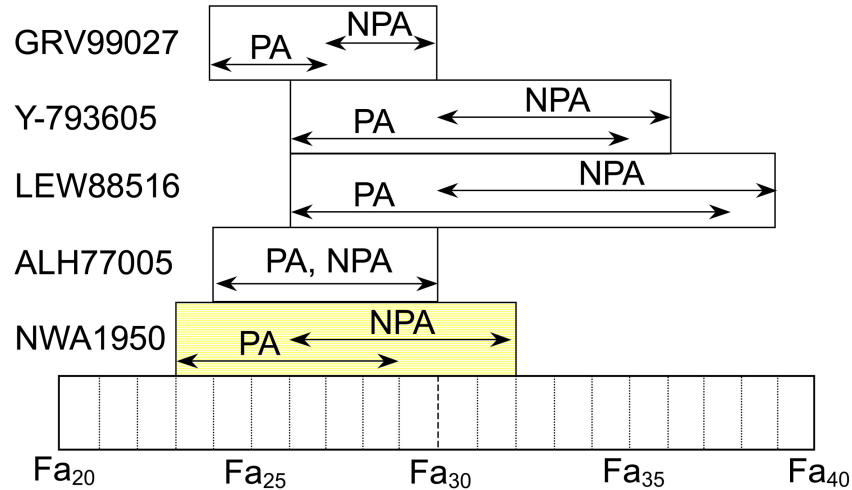 GRV99027 PA NPA
Y-793605 PA NPA
LEW88516 PA NPA
ALH77005 PA, NPA
NWA1950 PA NPA
Fa20 Fa25 Fa30 Fa35 Fa40